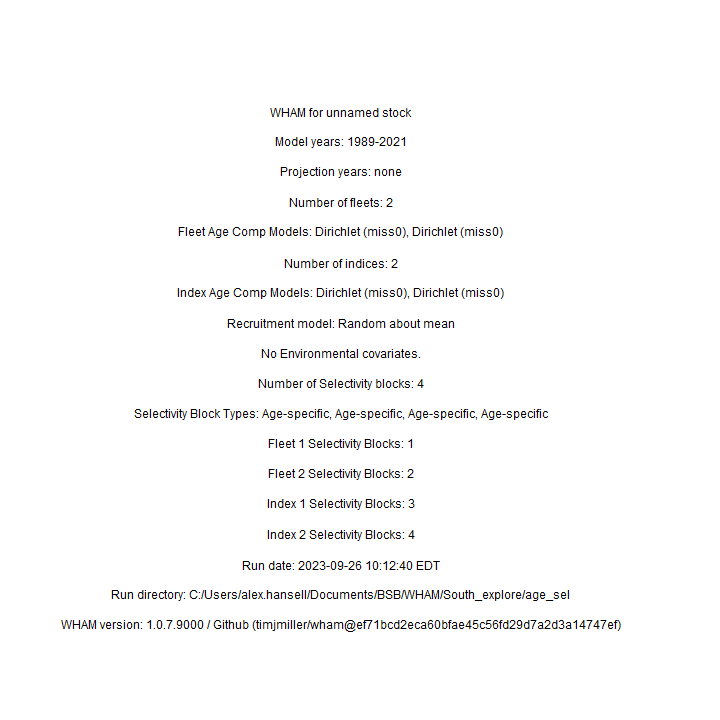 WHAM for unnamed stock
Model years: 1989-2021
Projection years: none
Number of fleets: 2
Fleet Age Comp Models: Dirichlet (miss0), Dirichlet (miss0)
Number of indices: 2
Index Age Comp Models: Dirichlet (miss0), Dirichlet (miss0)
Recruitment model: Random about mean
No Environmental covariates.
Number of Selectivity blocks: 4
Selectivity Block Types: Age-specific, Age-specific, Age-specific, Age-specific
Fleet 1 Selectivity Blocks: 1
Fleet 2 Selectivity Blocks: 2
Index 1 Selectivity Blocks: 3
Index 2 Selectivity Blocks: 4
Run date: 2023-09-26 10:12:40 EDT
Run directory: C:/Users/alex.hansell/Documents/BSB/WHAM/South_explore/age_sel
WHAM version: 1.0.7.9000 / Github (timjmiller/wham@ef71bcd2eca60bfae45c56fd29d7a2d3a14747ef)